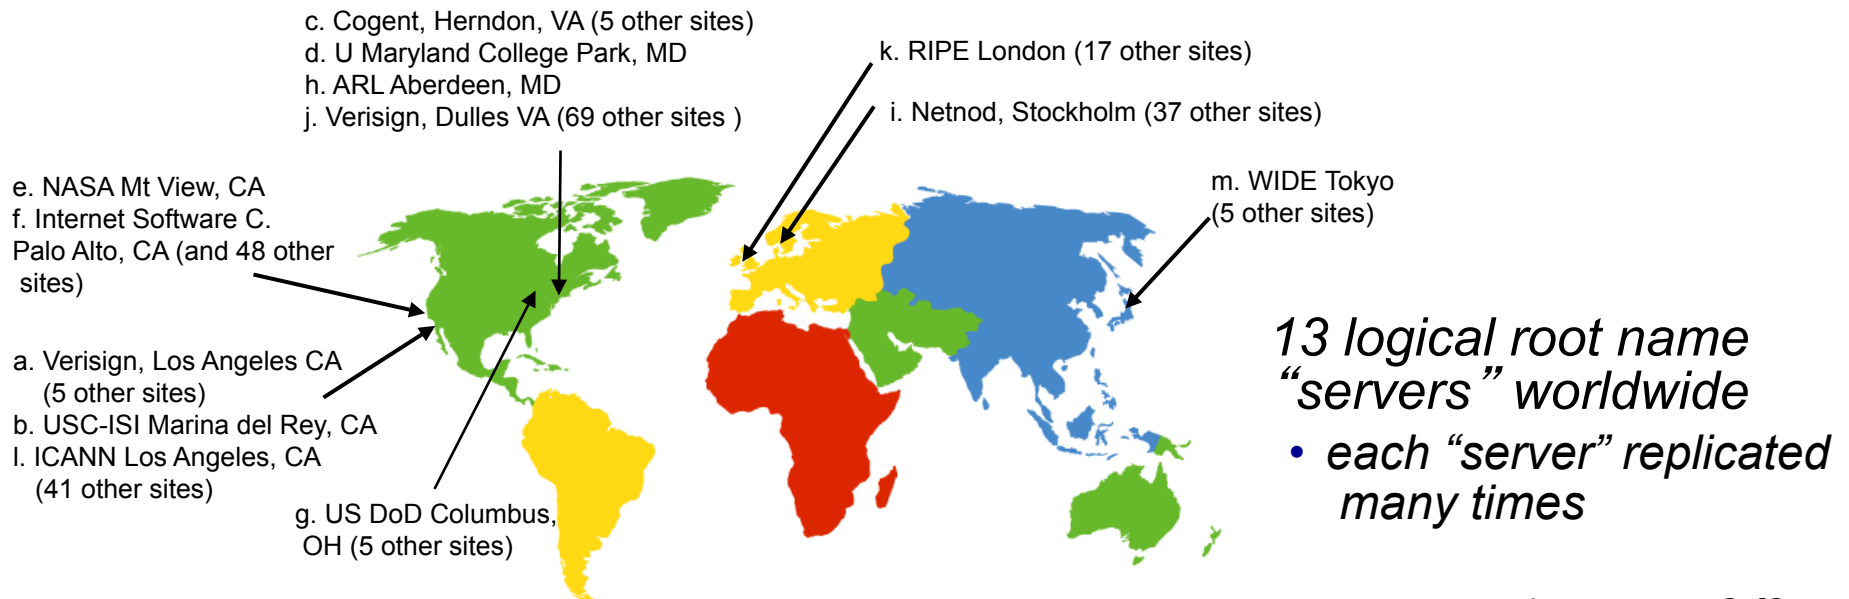 c. Cogent, Herndon, VA (5 other sites)
d. U Maryland College Park, MD
h. ARL Aberdeen, MD
j. Verisign, Dulles VA (69 other sites )
k. RIPE London (17 other sites)
i. Netnod, Stockholm (37 other sites)
m. WIDE Tokyo
(5 other sites)
e. NASA Mt View, CA
f. Internet Software C.
Palo Alto, CA (and 48 other
sites)
a. Verisign, Los Angeles CA
(5 other sites)
b. USC-ISI Marina del Rey, CA
l. ICANN Los Angeles, CA
(41 other sites)
g. US DoD Columbus,
OH (5 other sites)
13 logical root name
“servers” worldwide
• each “server” replicated
many times